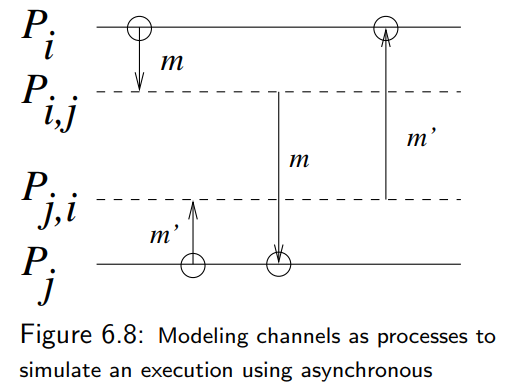 P_i
m
P_{i,j}
m'
m
P_{j,i}
m'
P_j
Figure 6.8: Modeling channels as processes to
simulate an execution using asynchronous